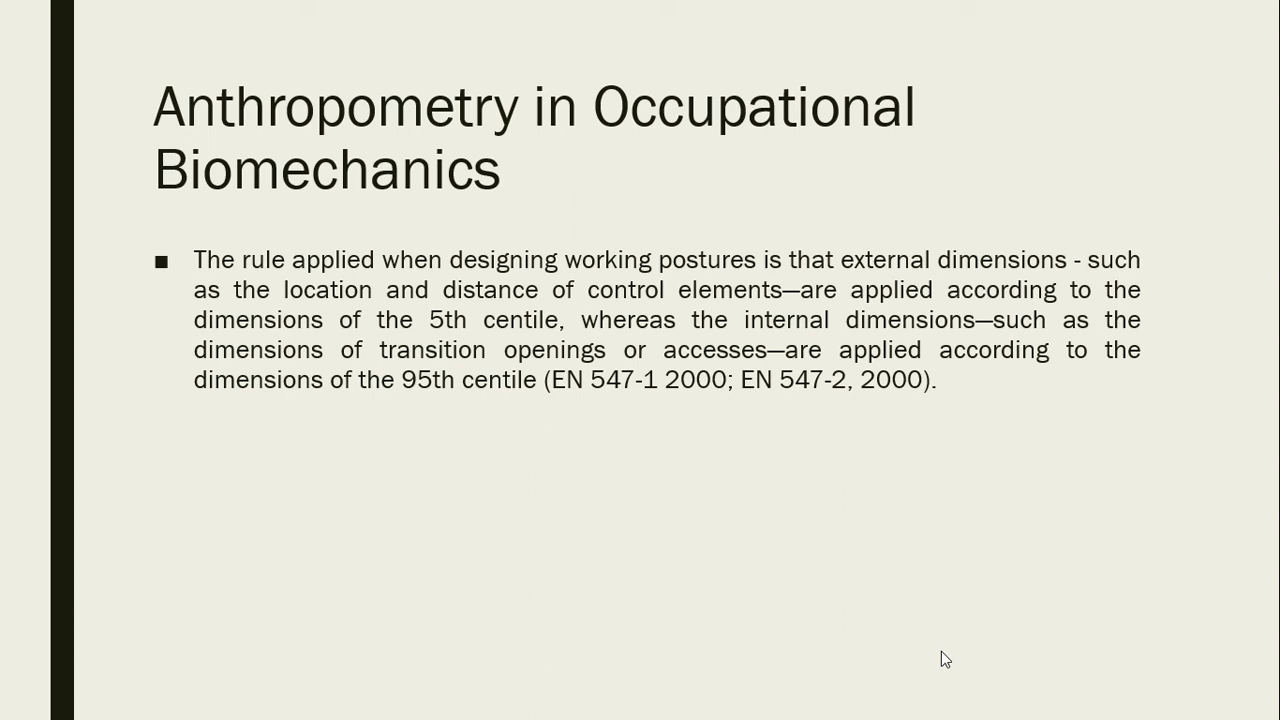 Anthropometry in Occupational
Biomechanics
■ The rule applied when designing working postures is that external dimensions - such
as the location and distance of control elements—are applied according to the
dimensions of the 5th centile, whereas the internal dimensions—such as the
dimensions of transition openings or accesses—are applied according to the
dimensions of the 95th centile (EN 547-1 2000; EN 547-2, 2000).